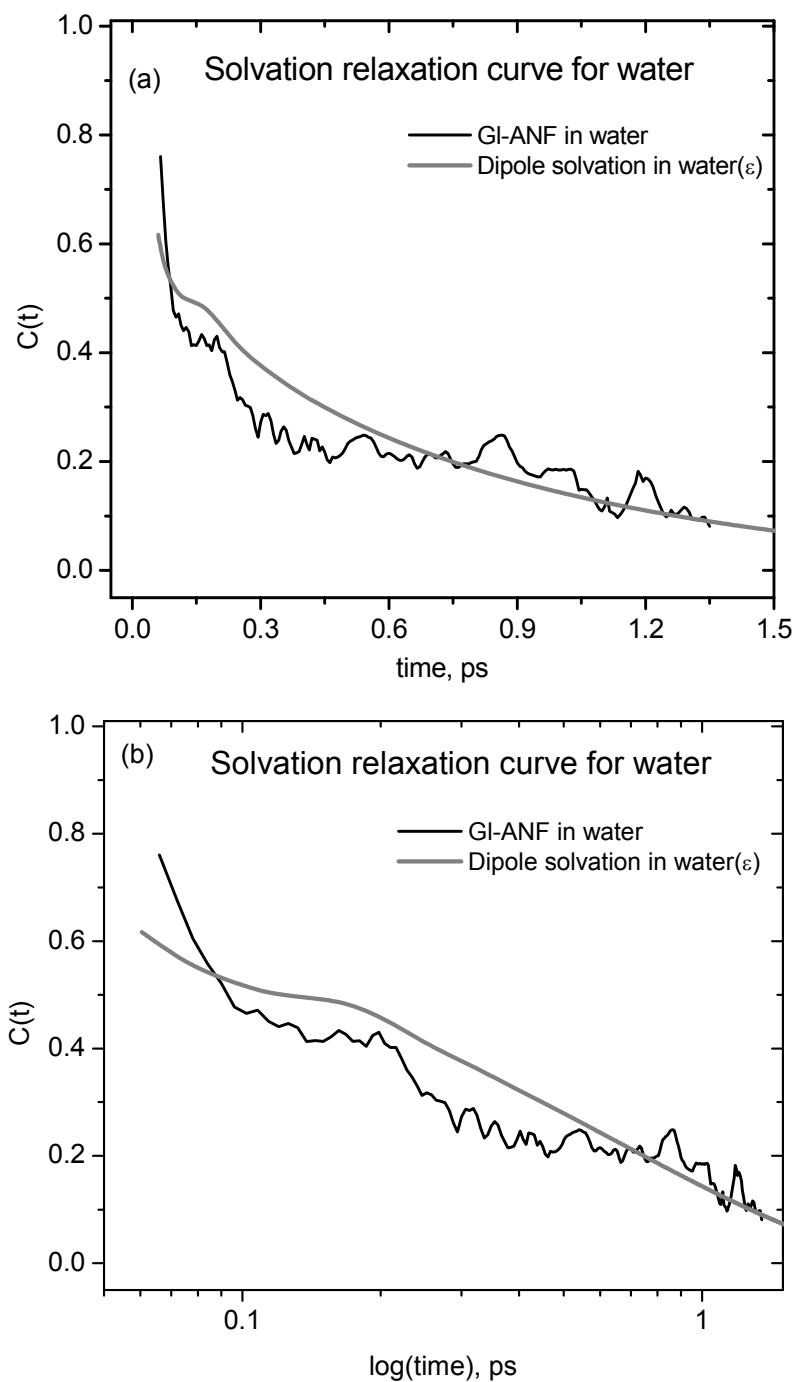 1.0
(a) Solvation relaxation curve for water
0.8
Gl-ANF in water
Dipole solvation in water(ε)
0.6
C(t)
0.4
0.2
0.0
0.0 0.3 0.6 0.9 1.2 1.5
time, ps
1.0
(b) Solvation relaxation curve for water
0.8
Gl-ANF in water
Dipole solvation in water(ε)
0.6
C(t)
0.4
0.2
0.0
0.1 1
log(time), ps